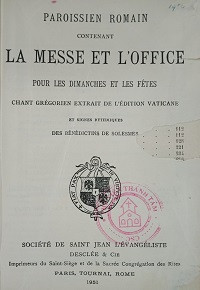 PAROISSIEN ROMAIN
CONTENANT
LA MESSE ET L'OFFICE
POUR LES DIMANCHES ET LES FÊTES
CHANT GRÉGORIEN EXTRAIT DE L'ÉDITION VATICANE
ET SIGNES RYTHMIQUES
DES BÉNÉDICTINS DE SOLESMES
SOCIÉTÉ DE SAINT JEAN L'ÉVANGÉLISTE
DESCLÉE & Cie
Imprimeurs du Saint-Siège et de la Sacrée Congrégation des Rites
PARIS, TOURNAI, ROME